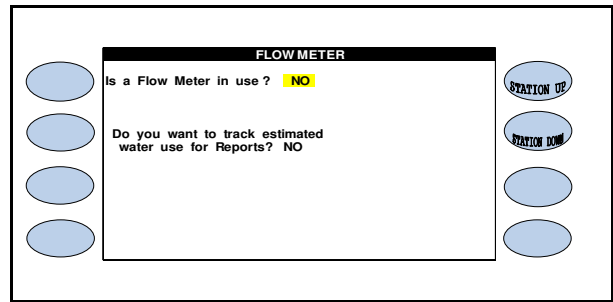 FLOW METER
Is a Flow Meter in use ? NO
STATION UP
Do you want to track estimated
water use for Reports? NO
STATION DOWN